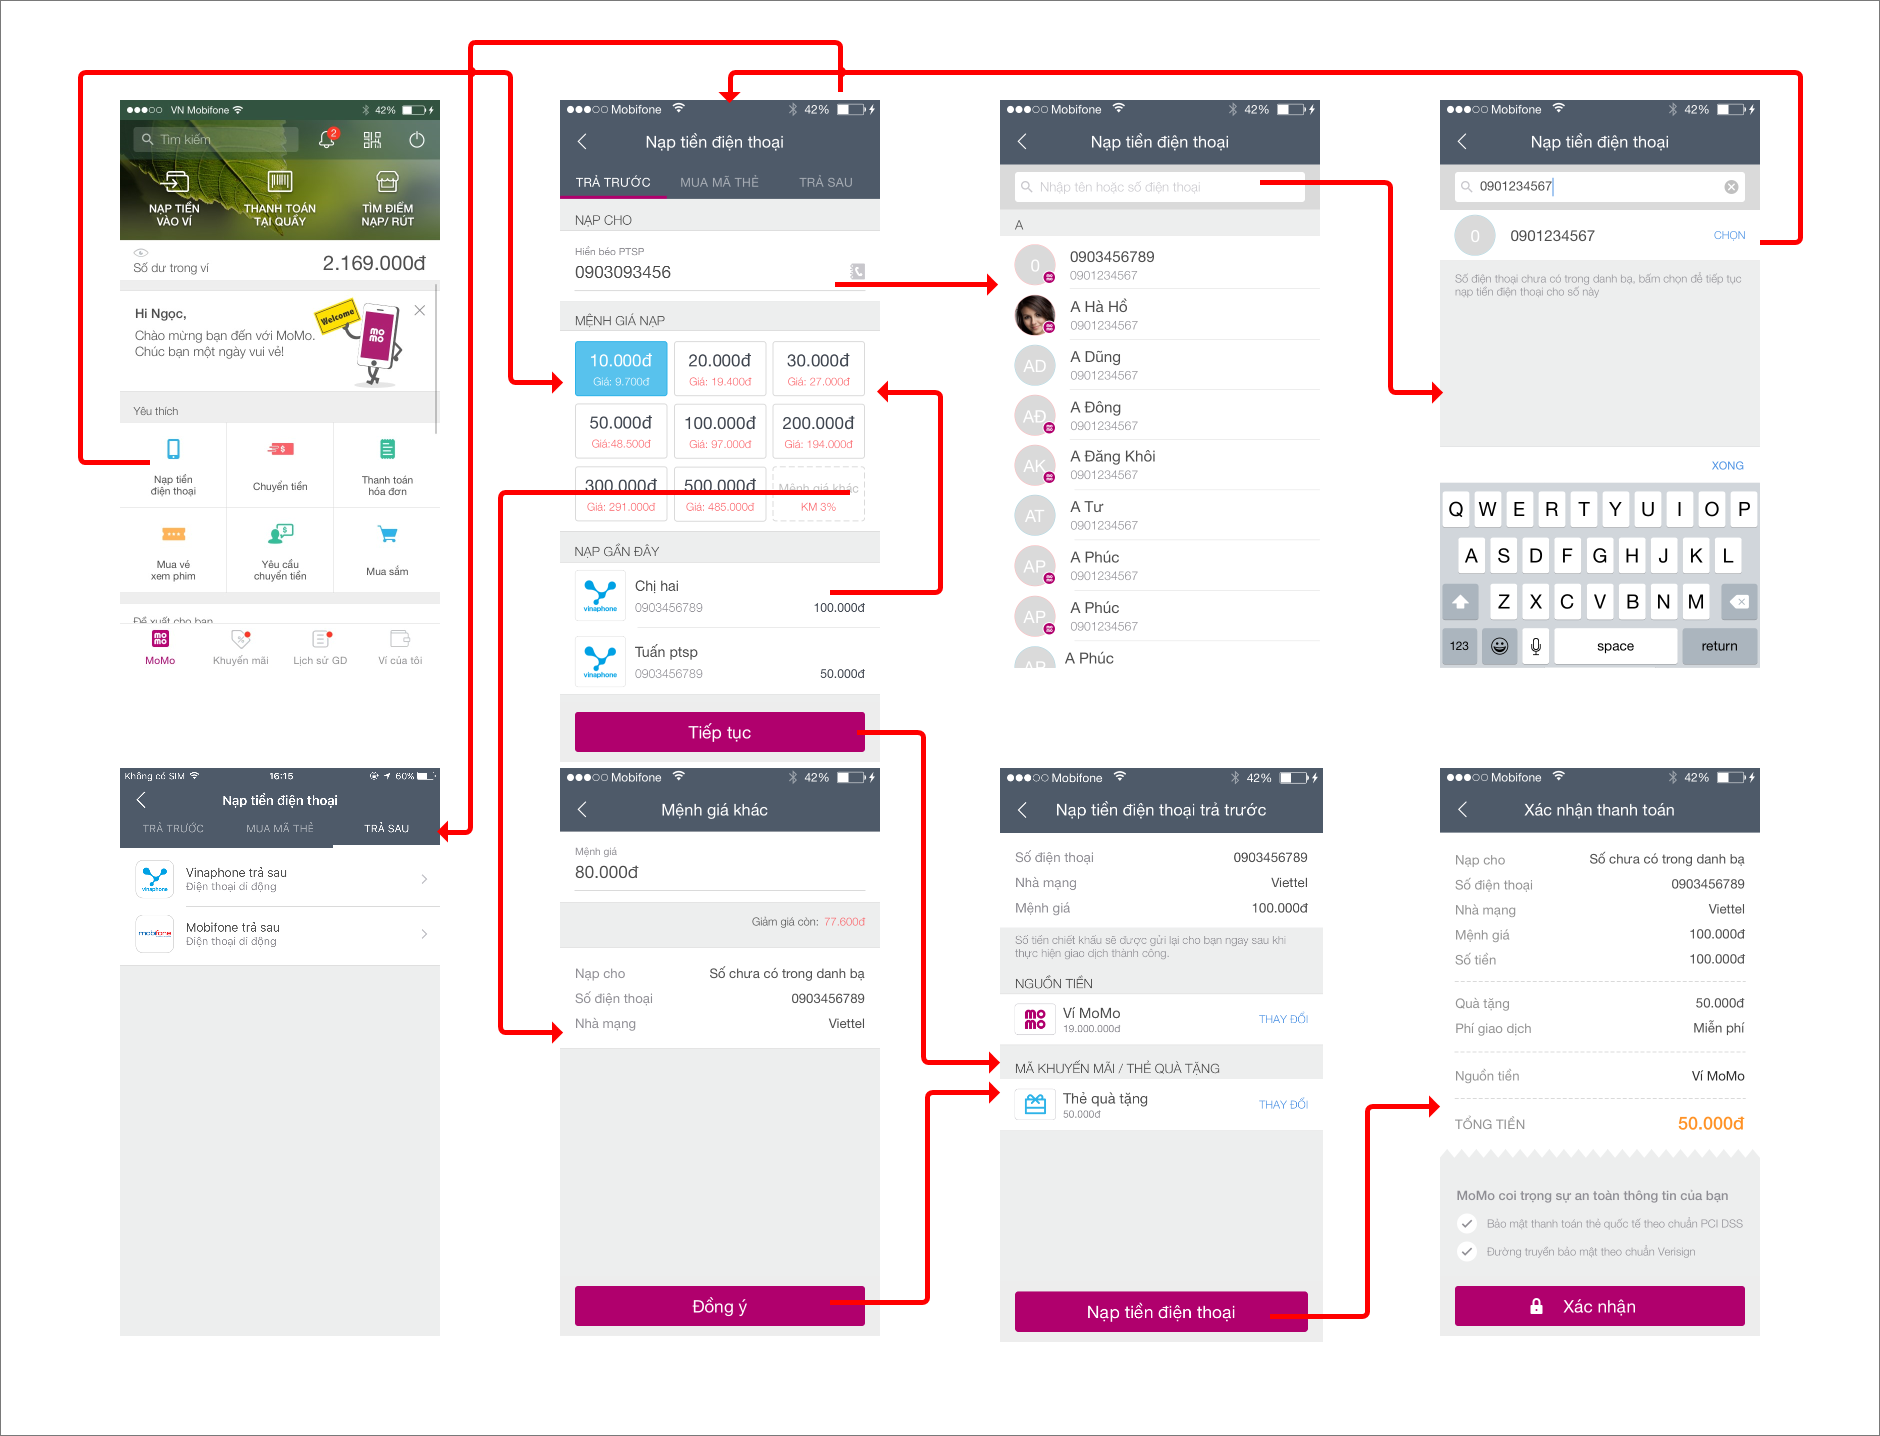 VN Mobifone
42%
Tìm kiếm
2
NẠP TIỀN
VÀO VÍ
THANH TOÁN
TẠI QUẦY
TÌM ĐIỂM
NẠP/ RÚT
Số dư trong ví
2.169.000đ
Hi Ngọc,
Chào mừng bạn đến với MoMo.
Chúc bạn một ngày vui vẻ!
Welcome
mo
mo
Yêu thích
Nạp tiền
điện thoại
Chuyển tiền
Thanh toán
hóa đơn
Mua vé
xem phim
Yêu cầu
chuyển tiền
Mua sắm
Đề xuất cho bạn
MoMo
Khuyến mãi
Lịch sử GD
Ví của tôi
Mobifone
42%
Nạp tiền điện thoại
TRẢ TRƯỚC
MUA MÃ THẺ
TRẢ SAU
NẠP CHO
Hiển béo PTSP
0903093456
MỆNH GIÁ NẠP
10.000đ
Giá: 9.700đ
20.000đ
Giá: 19.400đ
30.000đ
Giá: 27.000đ
50.000đ
Giá:48.500đ
100.000đ
Giá: 97.000đ
200.000đ
Giá: 194.000đ
300.000đ
Giá: 291.000đ
500.000đ
Giá: 485.000đ
Mệnh giá khác
KM 3%
NẠP GẦN ĐÂY
vinaphone
Chị hai
0903456789
100.000đ
vinaphone
Tuấn ptsp
0903456789
50.000đ
Tiếp tục
Mobifone
42%
Nạp tiền điện thoại
Nhập tên hoặc số điện thoại
A
0
0903456789
0901234567
A Hà Hồ
0901234567
AD
A Dũng
0901234567
AĐ
A Đông
0901234567
AK
A Đăng Khôi
0901234567
AT
A Tư
0901234567
AP
A Phúc
0901234567
AP
A Phúc
0901234567
AP
A Phúc
Mobifone
42%
Nạp tiền điện thoại
0901234567
0
0901234567
CHỌN
Số điện thoại chưa có trong danh bạ, bấm chọn để tiếp tục
nạp tiền điện thoại cho số này
XONG
Q W E R T Y U I O P
A S D F G H J K L
Z X C V B N M
123
space
return
Không có SIM
16:15
60%
Nạp tiền điện thoại
TRẢ TRƯỚC
MUA MÃ THẺ
TRẢ SAU
vinaphone
Vinaphone trả sau
Điện thoại di động
mobifone
Mobifone trả sau
Điện thoại di động
Mobifone
42%
Mệnh giá khác
Mệnh giá
80.000đ
Giảm giá còn: 77.600đ
Nạp cho
Số chưa có trong danh bạ
Số điện thoại
0903456789
Nhà mạng
Viettel
Đồng ý
Mobifone
42%
Nạp tiền điện thoại trả trước
Số điện thoại
0903456789
Nhà mạng
Viettel
Mệnh giá
100.000đ
Số tiền chiết khấu sẽ được gửi lại cho bạn ngay sau khi
thực hiện giao dịch thành công.
NGUỒN TIỀN
mo
mo
Ví MoMo
19.000.000đ
THAY ĐỔI
MÃ KHUYẾN MÃI / THẺ QUÀ TẶNG
Thẻ quà tặng
50.000đ
THAY ĐỔI
Nạp tiền điện thoại
Mobifone
42%
Xác nhận thanh toán
Nạp cho
Số chưa có trong danh bạ
Số điện thoại
0903456789
Nhà mạng
Viettel
Mệnh giá
100.000đ
Số tiền
100.000đ
Quà tặng
50.000đ
Phí giao dịch
Miễn phí
Nguồn tiền
Ví MoMo
TỔNG TIỀN
50.000đ
MoMo coi trọng sự an toàn thông tin của bạn
Bảo mật thanh toán thẻ quốc tế theo chuẩn PCI DSS
Đường truyền bảo mật theo chuẩn Verisign
Xác nhận